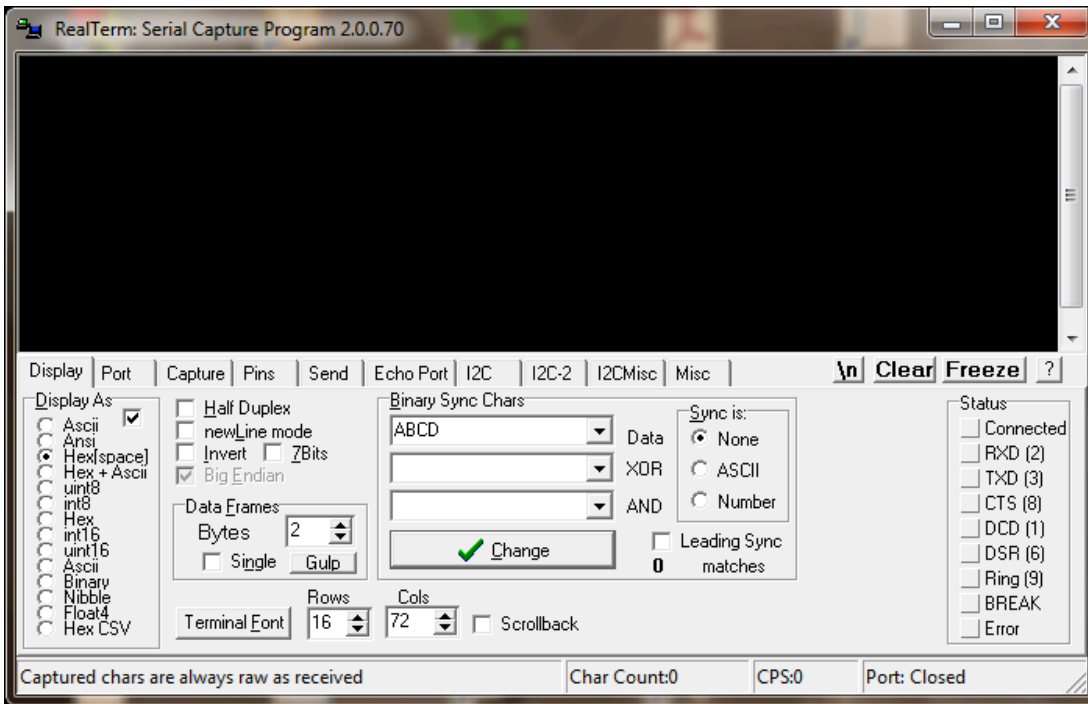 RealTerm: Serial Capture Program 2.0.0.70
Display Port Capture Pins Send Echo Port I2C I2C-2 I2CMisc Misc \n Clear Freeze ?
Display As
Ascii
Ansi
Hex[space]
Hex + Ascii
uint8
int8
Hex
int16
uint16
Ascii
Binary
Nibble
Float4
Hex CSV
Half Duplex
newLine mode
Invert 7Bits
Big Endian
Data Frames
Bytes 2
Single Gulp
Terminal Font
Rows
16
Cols
72
Scrollback
Binary Sync Chars
ABCD Data
XOR
AND
Change
Sync is:
None
ASCII
Number
Leading Sync
0 matches
Status
Connected
RXD (2)
TXD (3)
CTS (8)
DCD (1)
DSR (6)
Ring (9)
BREAK
Error
Captured chars are always raw as received Char Count:0 CPS:0 Port: Closed